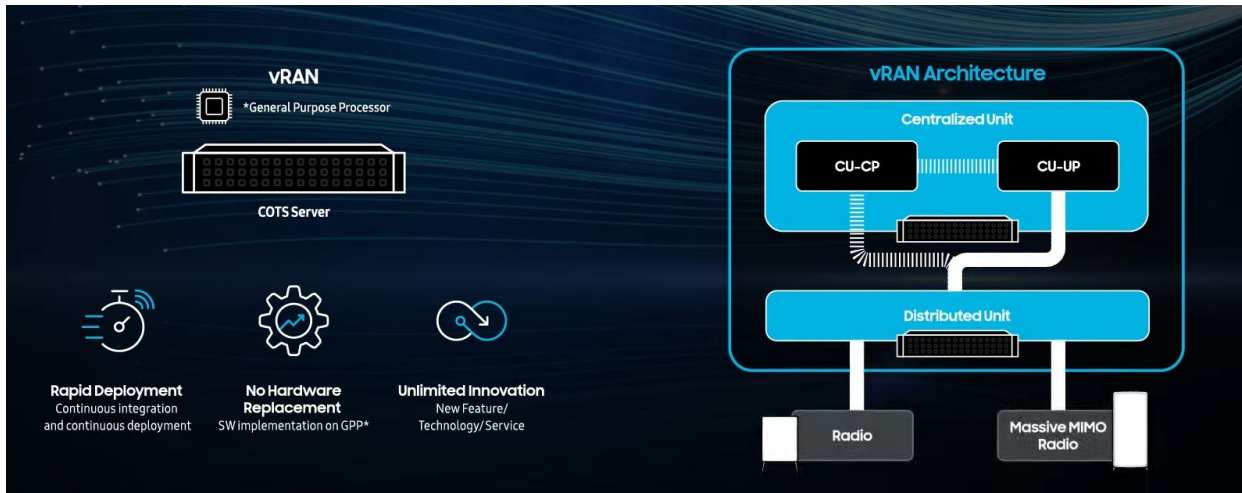 vRAN
*General Purpose Processor
COTS Server
Rapid Deployment
Continuous integration
and continuous deployment
No Hardware
Replacement
SW implementation on GPP*
Unlimited Innovation
New Feature/
Technology/Service
vRAN Architecture
Centralized Unit
CU-CP
CU-UP
Distributed Unit
Radio
Massive MIMO
Radio